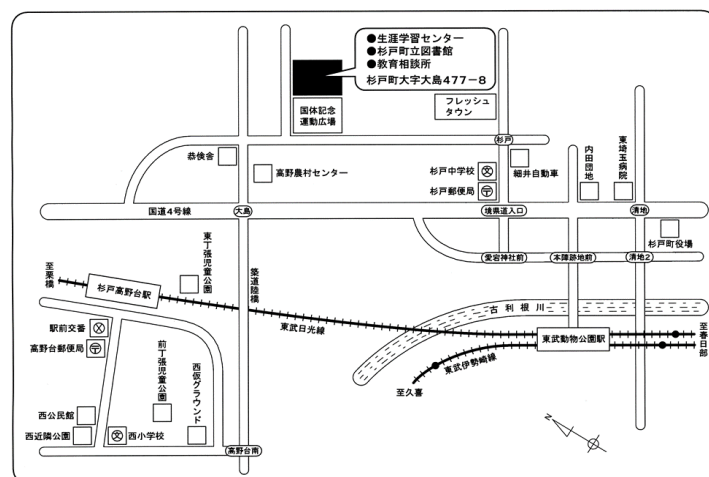 ●生涯学習センター
●杉戸町立図書館
●教育相談所
杉戸町大字大島477−8
国体記念
運動広場
フレッシュ
タウン
杉戸
恭倹舎
高野農村センター
杉戸中学校
文
細井自動車
杉戸郵便局
〒
内田団地
東埼玉病院
国道4号線
大島
境県道入口
清地
杉戸町役場
愛宕神社前
本陣跡地前
清地2
至栗橋
杉戸高野台駅
東丁張児童公園
築道陸橋
東武日光線
古利根川
至春日部
東武動物公園駅
東武伊勢崎線
至久喜
駅前交番
高野台郵便局
〒
前丁張児童公園
西仮グラウンド
西公民館
西近隣公園
文
西小学校
高野台南
N